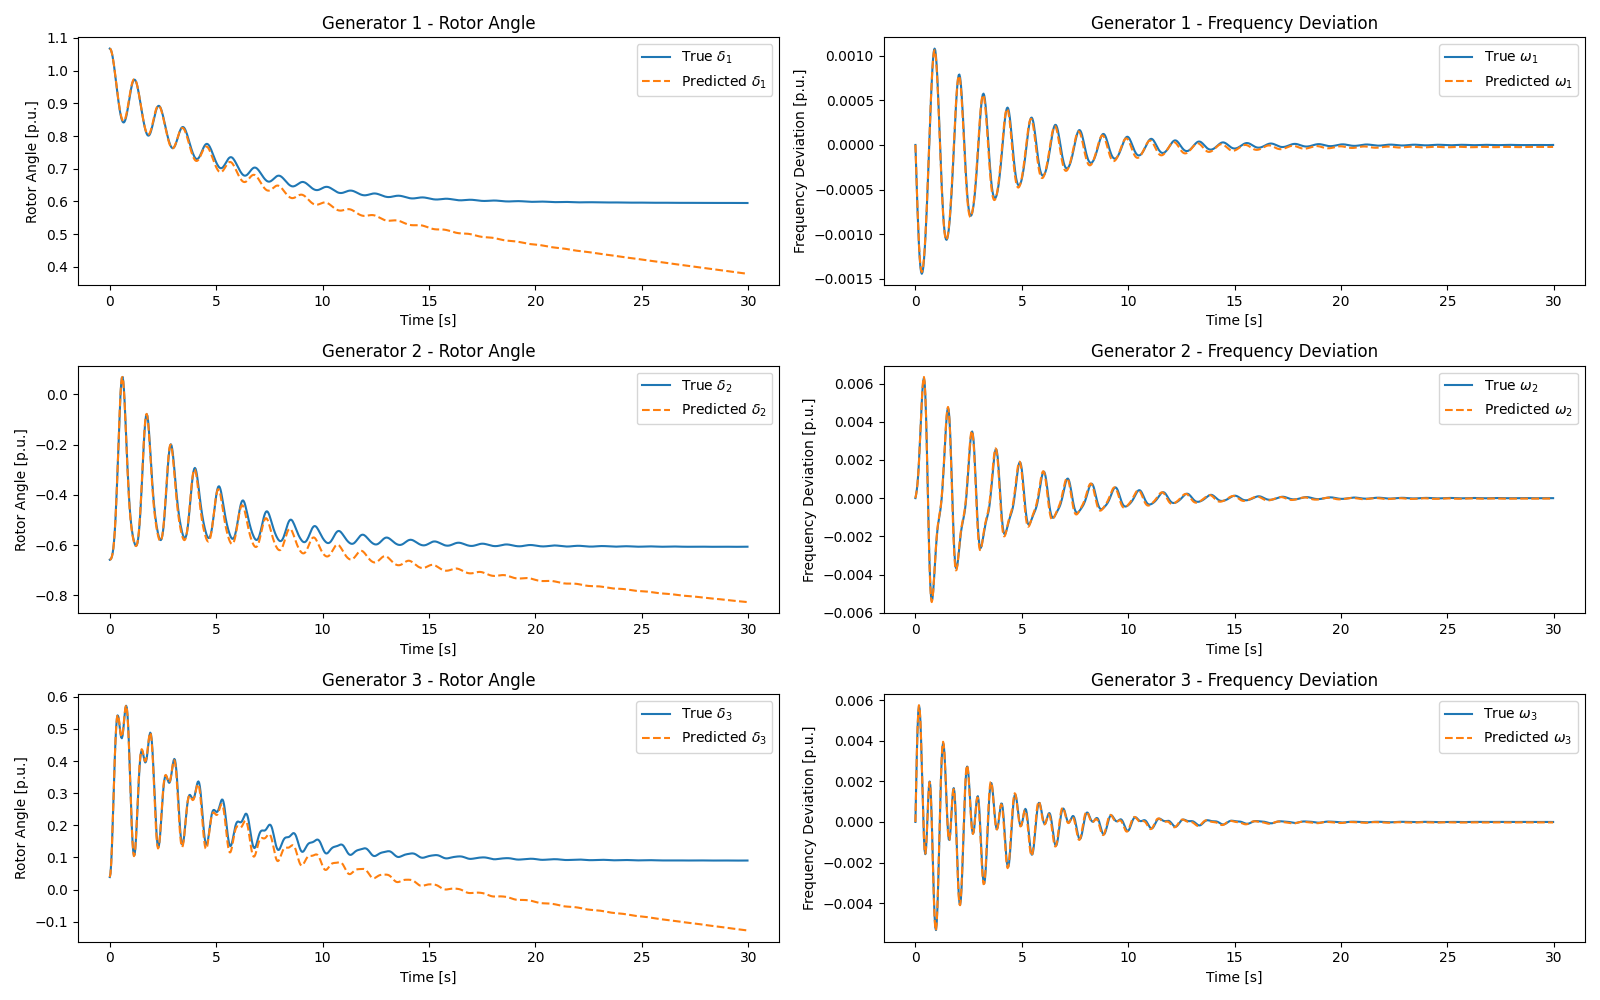 Generator 1 - Rotor Angle
Rotor Angle [p.u.]
1.1
1.0
0.9
0.8
0.7
0.6
0.5
0.4
True δ1
Predicted δ1
0 5 10 15 20 25 30
Time [s]
Generator 1 - Frequency Deviation
Frequency Deviation [p.u.]
0.0010
0.0005
0.0000
−0.0005
−0.0010
−0.0015
True ω1
Predicted ω1
0 5 10 15 20 25 30
Time [s]
Generator 2 - Rotor Angle
Rotor Angle [p.u.]
0.0
−0.2
−0.4
−0.6
−0.8
True δ2
Predicted δ2
0 5 10 15 20 25 30
Time [s]
Generator 2 - Frequency Deviation
Frequency Deviation [p.u.]
0.006
0.004
0.002
0.000
−0.002
−0.004
−0.006
True ω2
Predicted ω2
0 5 10 15 20 25 30
Time [s]
Generator 3 - Rotor Angle
Rotor Angle [p.u.]
0.6
0.5
0.4
0.3
0.2
0.1
0.0
−0.1
True δ3
Predicted δ3
0 5 10 15 20 25 30
Time [s]
Generator 3 - Frequency Deviation
Frequency Deviation [p.u.]
0.006
0.004
0.002
0.000
−0.002
−0.004
True ω3
Predicted ω3
0 5 10 15 20 25 30
Time [s]